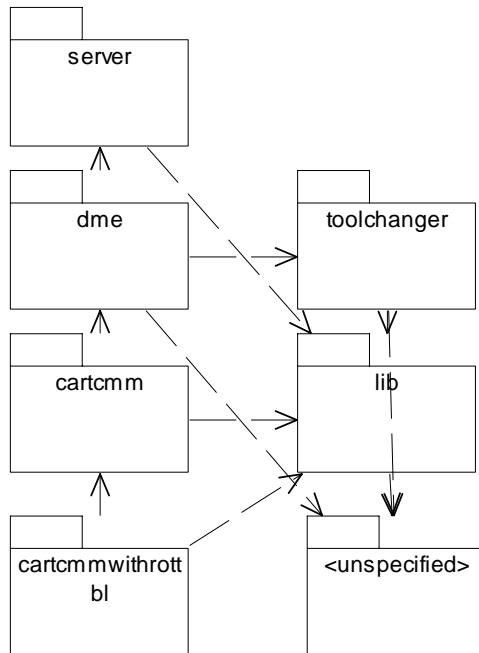 server
dme
toolchanger
cartcmm
lib
cartcmmwithrott
bl
<unspecified>